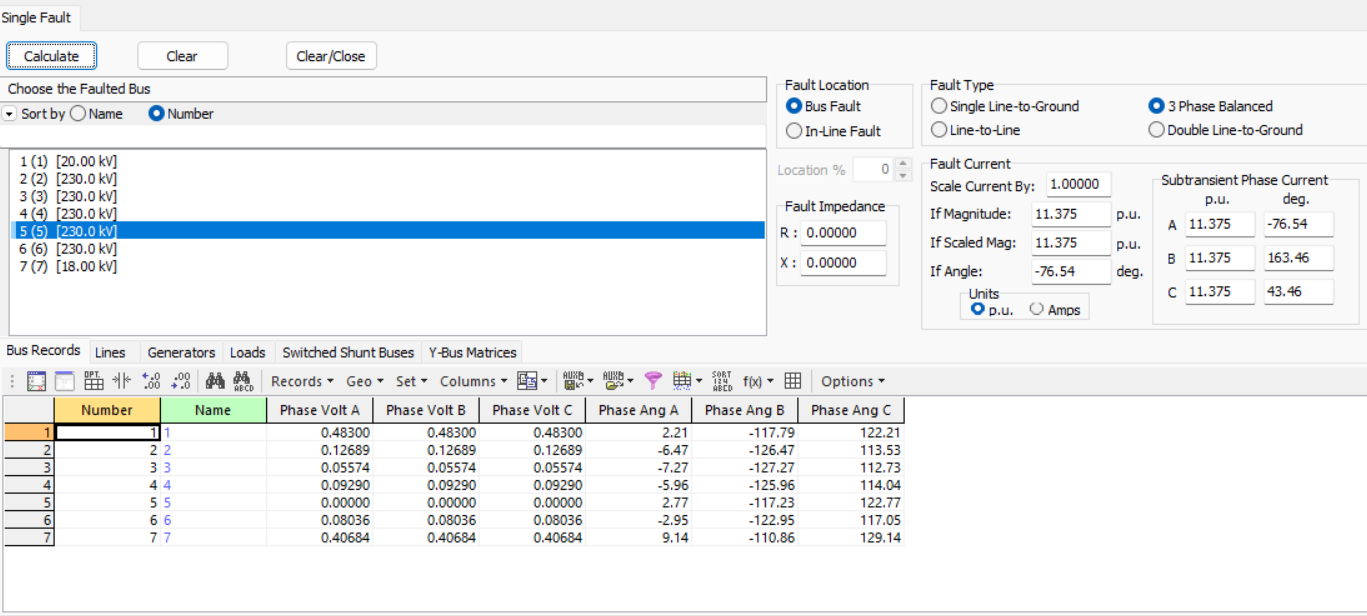 Single Fault
Calculate Clear Clear/Close
Choose the Faulted Bus
Sort by Name Number
1 (1) [20.00 kV]
2 (2) [230.0 kV]
3 (3) [230.0 kV]
4 (4) [230.0 kV]
5 (5) [230.0 kV]
6 (6) [230.0 kV]
7 (7) [18.00 kV]
Fault Location
Bus Fault
In-Line Fault
Location % 0
Fault Impedance
R : 0.00000
X : 0.00000
Fault Type
Single Line-to-Ground 3 Phase Balanced
Line-to-Line Double Line-to-Ground
Fault Current
Scale Current By: 1.00000
If Magnitude: 11.375 p.u.
If Scaled Mag: 11.375 p.u.
If Angle: -76.54 deg.
Units
p.u. Amps
Subtransient Phase Current
p.u. deg.
A 11.375 -76.54
B 11.375 163.46
C 11.375 43.46
Bus Records Lines Generators Loads Switched Shunt Buses Y-Bus Matrices
Records Geo Set Columns f(x) Options
Number Name Phase Volt A Phase Volt B Phase Volt C Phase Ang A Phase Ang B Phase Ang C
1 1 1 0.48300 0.48300 0.48300 2.21 -117.79 122.21
2 2 2 0.12689 0.12689 0.12689 -6.47 -126.47 113.53
3 3 3 0.05574 0.05574 0.05574 -7.27 -127.27 112.73
4 4 4 0.09290 0.09290 0.09290 -5.96 -125.96 114.04
5 5 5 0.00000 0.00000 0.00000 2.77 -117.23 122.77
6 6 6 0.08036 0.08036 0.08036 -2.95 -122.95 117.05
7 7 7 0.40684 0.40684 0.40684 9.14 -110.86 129.14